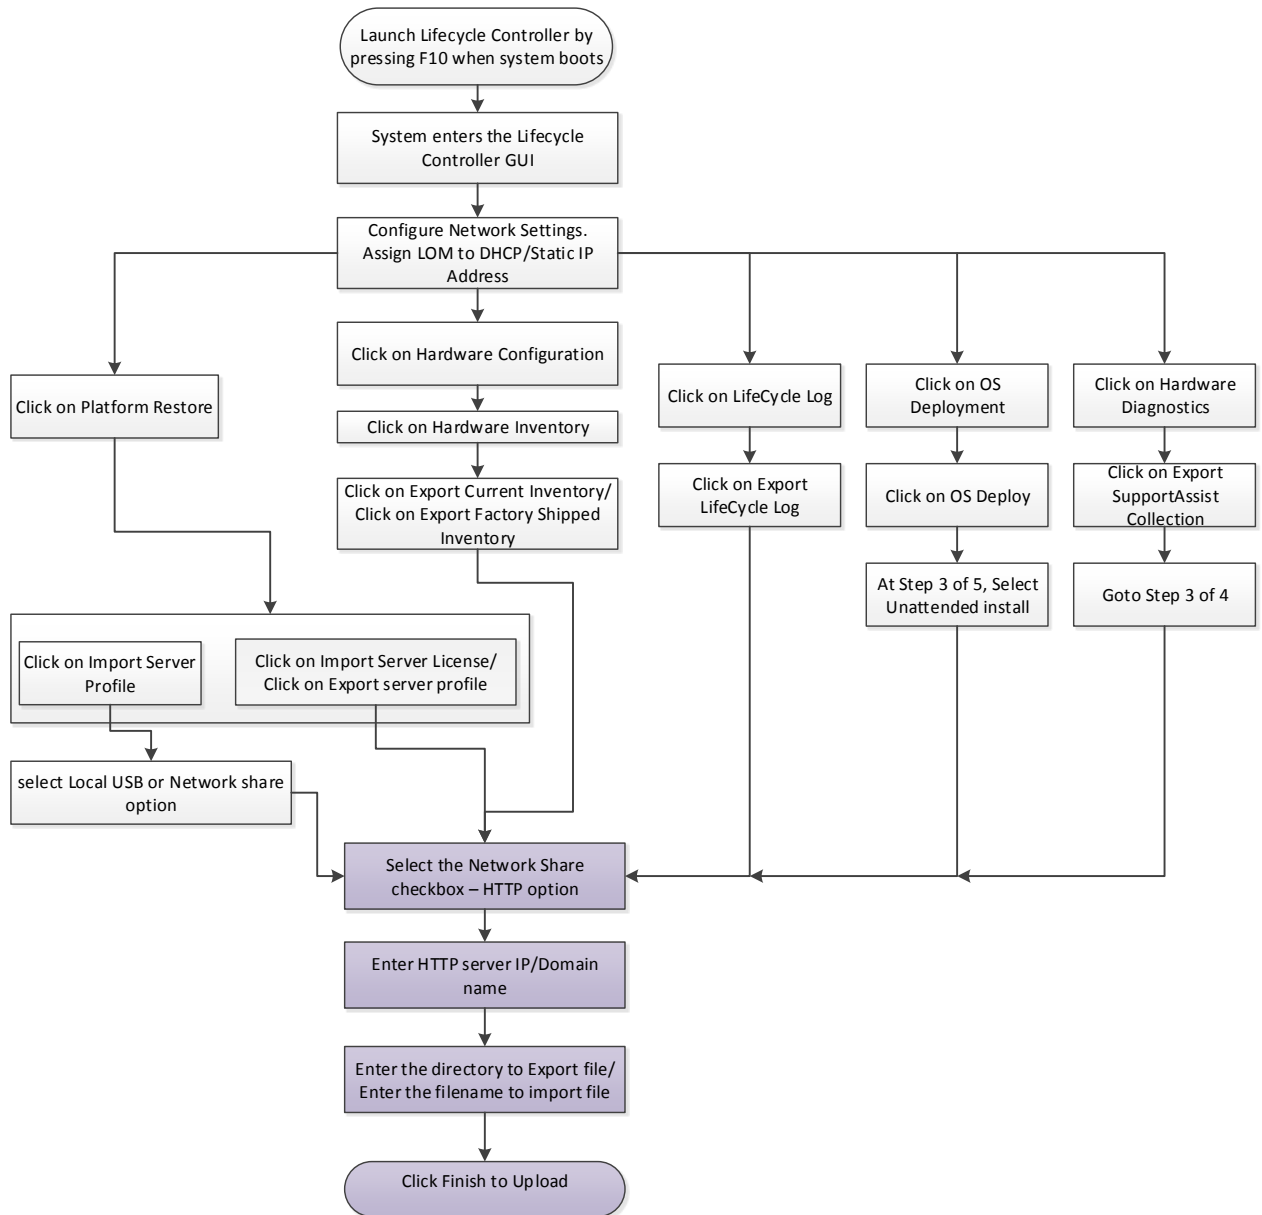 Launch Lifecycle Controller by
pressing F10 when system boots
System enters the Lifecycle
Controller GUI
Configure Network Settings.
Assign LOM to DHCP/Static IP
Address
Click on Platform Restore
Click on Hardware Configuration
Click on Hardware Inventory
Click on Export Current Inventory/
Click on Export Factory Shipped
Inventory
Click on LifeCycle Log
Click on Export
LifeCycle Log
Click on OS
Deployment
Click on OS Deploy
At Step 3 of 5, Select
Unattended install
Click on Hardware
Diagnostics
Click on Export
SupportAssist
Collection
Goto Step 3 of 4
Click on Import Server
Profile
Click on Import Server License/
Click on Export server profile
select Local USB or Network share
option
Select the Network Share
checkbox – HTTP option
Enter HTTP server IP/Domain
name
Enter the directory to Export file/
Enter the filename to import file
Click Finish to Upload